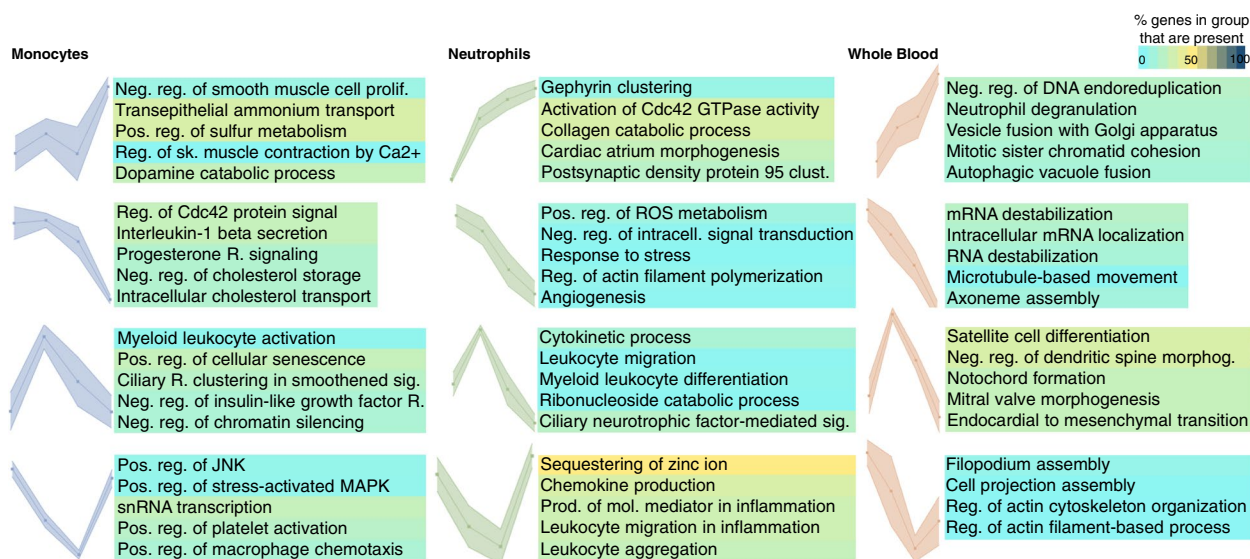 % genes in group
that are present
0 50 100
Monocytes
Neg. reg. of smooth muscle cell prolif.
Transepithelial ammonium transport
Pos. reg. of sulfur metabolism
Reg. of sk. muscle contraction by Ca2+
Dopamine catabolic process
Reg. of Cdc42 protein signal
Interleukin-1 beta secretion
Progesterone R. signaling
Neg. reg. of cholesterol storage
Intracellular cholesterol transport
Myeloid leukocyte activation
Pos. reg. of cellular senescence
Ciliary R. clustering in smoothened sig.
Neg. reg. of insulin-like growth factor R.
Neg. reg. of chromatin silencing
Pos. reg. of JNK
Pos. reg. of stress-activated MAPK
snRNA transcription
Pos. reg. of platelet activation
Pos. reg. of macrophage chemotaxis
Neutrophils
Gephyrin clustering
Activation of Cdc42 GTPase activity
Collagen catabolic process
Cardiac atrium morphogenesis
Postsynaptic density protein 95 clust.
Pos. reg. of ROS metabolism
Neg. reg. of intracell. signal transduction
Response to stress
Reg. of actin filament polymerization
Angiogenesis
Cytokinetic process
Leukocyte migration
Myeloid leukocyte differentiation
Ribonucleoside catabolic process
Ciliary neurotrophic factor-mediated sig.
Sequestering of zinc ion
Chemokine production
Prod. of mol. mediator in inflammation
Leukocyte migration in inflammation
Leukocyte aggregation
Whole Blood
Neg. reg. of DNA endoreduplication
Neutrophil degranulation
Vesicle fusion with Golgi apparatus
Mitotic sister chromatid cohesion
Autophagic vacuole fusion
mRNA destabilization
Intracellular mRNA localization
RNA destabilization
Microtubule-based movement
Axoneme assembly
Satellite cell differentiation
Neg. reg. of dendritic spine morphog.
Notochord formation
Mitral valve morphogenesis
Endocardial to mesenchymal transition
Filopodium assembly
Cell projection assembly
Reg. of actin cytoskeleton organization
Reg. of actin filament-based process